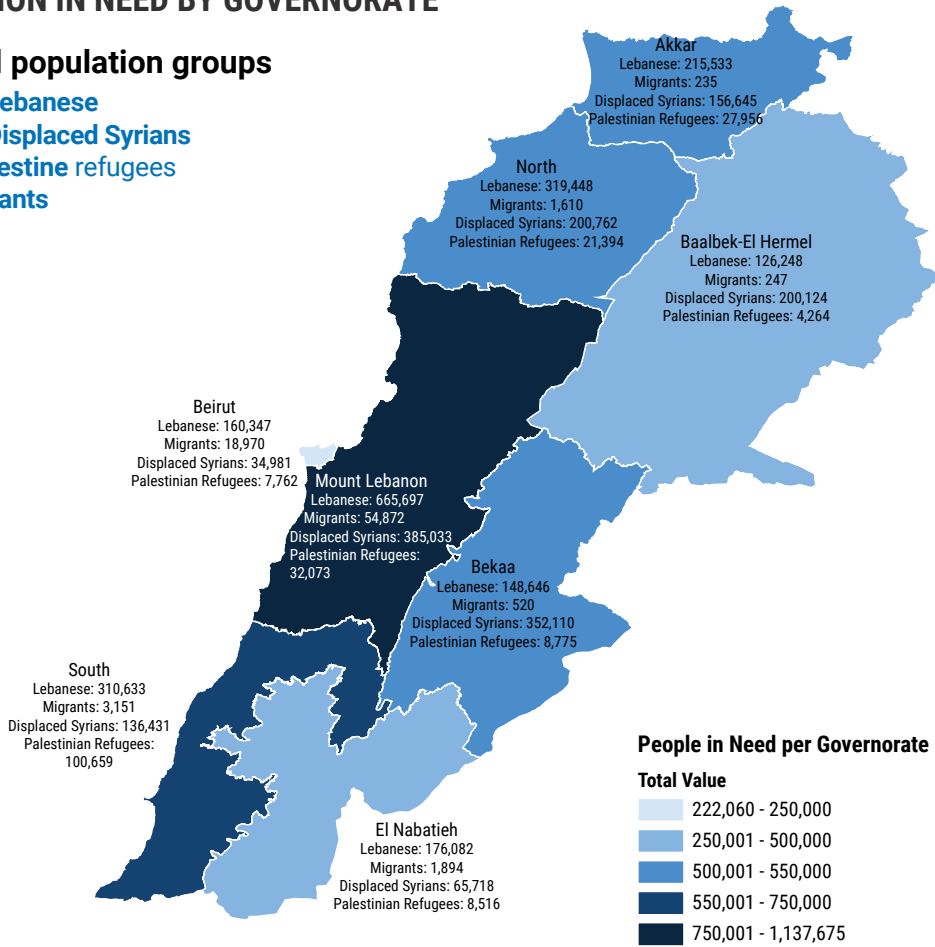 ION IN NEED BY GOVERNORATE
population groups
ebanese
Displaced Syrians
estine refugees
ants
Akkar
Lebanese: 215,533
Migrants: 235
Displaced Syrians: 156,645
Palestinian Refugees: 27,956
North
Lebanese: 319,448
Migrants: 1,610
Displaced Syrians: 200,762
Palestinian Refugees: 21,394
Baalbek-El Hermel
Lebanese: 126,248
Migrants: 247
Displaced Syrians: 200,124
Palestinian Refugees: 4,264
Beirut
Lebanese: 160,347
Migrants: 18,970
Displaced Syrians: 34,981
Palestinian Refugees: 7,762
Mount Lebanon
Lebanese: 665,697
Migrants: 54,872
Displaced Syrians: 385,033
Palestinian Refugees:
32,073
Bekaa
Lebanese: 148,646
Migrants: 520
Displaced Syrians: 352,110
Palestinian Refugees: 8,775
South
Lebanese: 310,633
Migrants: 3,151
Displaced Syrians: 136,431
Palestinian Refugees:
100,659
El Nabatieh
Lebanese: 176,082
Migrants: 1,894
Displaced Syrians: 65,718
Palestinian Refugees: 8,516
People in Need per Governorate
Total Value
222,060 - 250,000
250,001 - 500,000
500,001 - 550,000
550,001 - 750,000
750,001 - 1,137,675